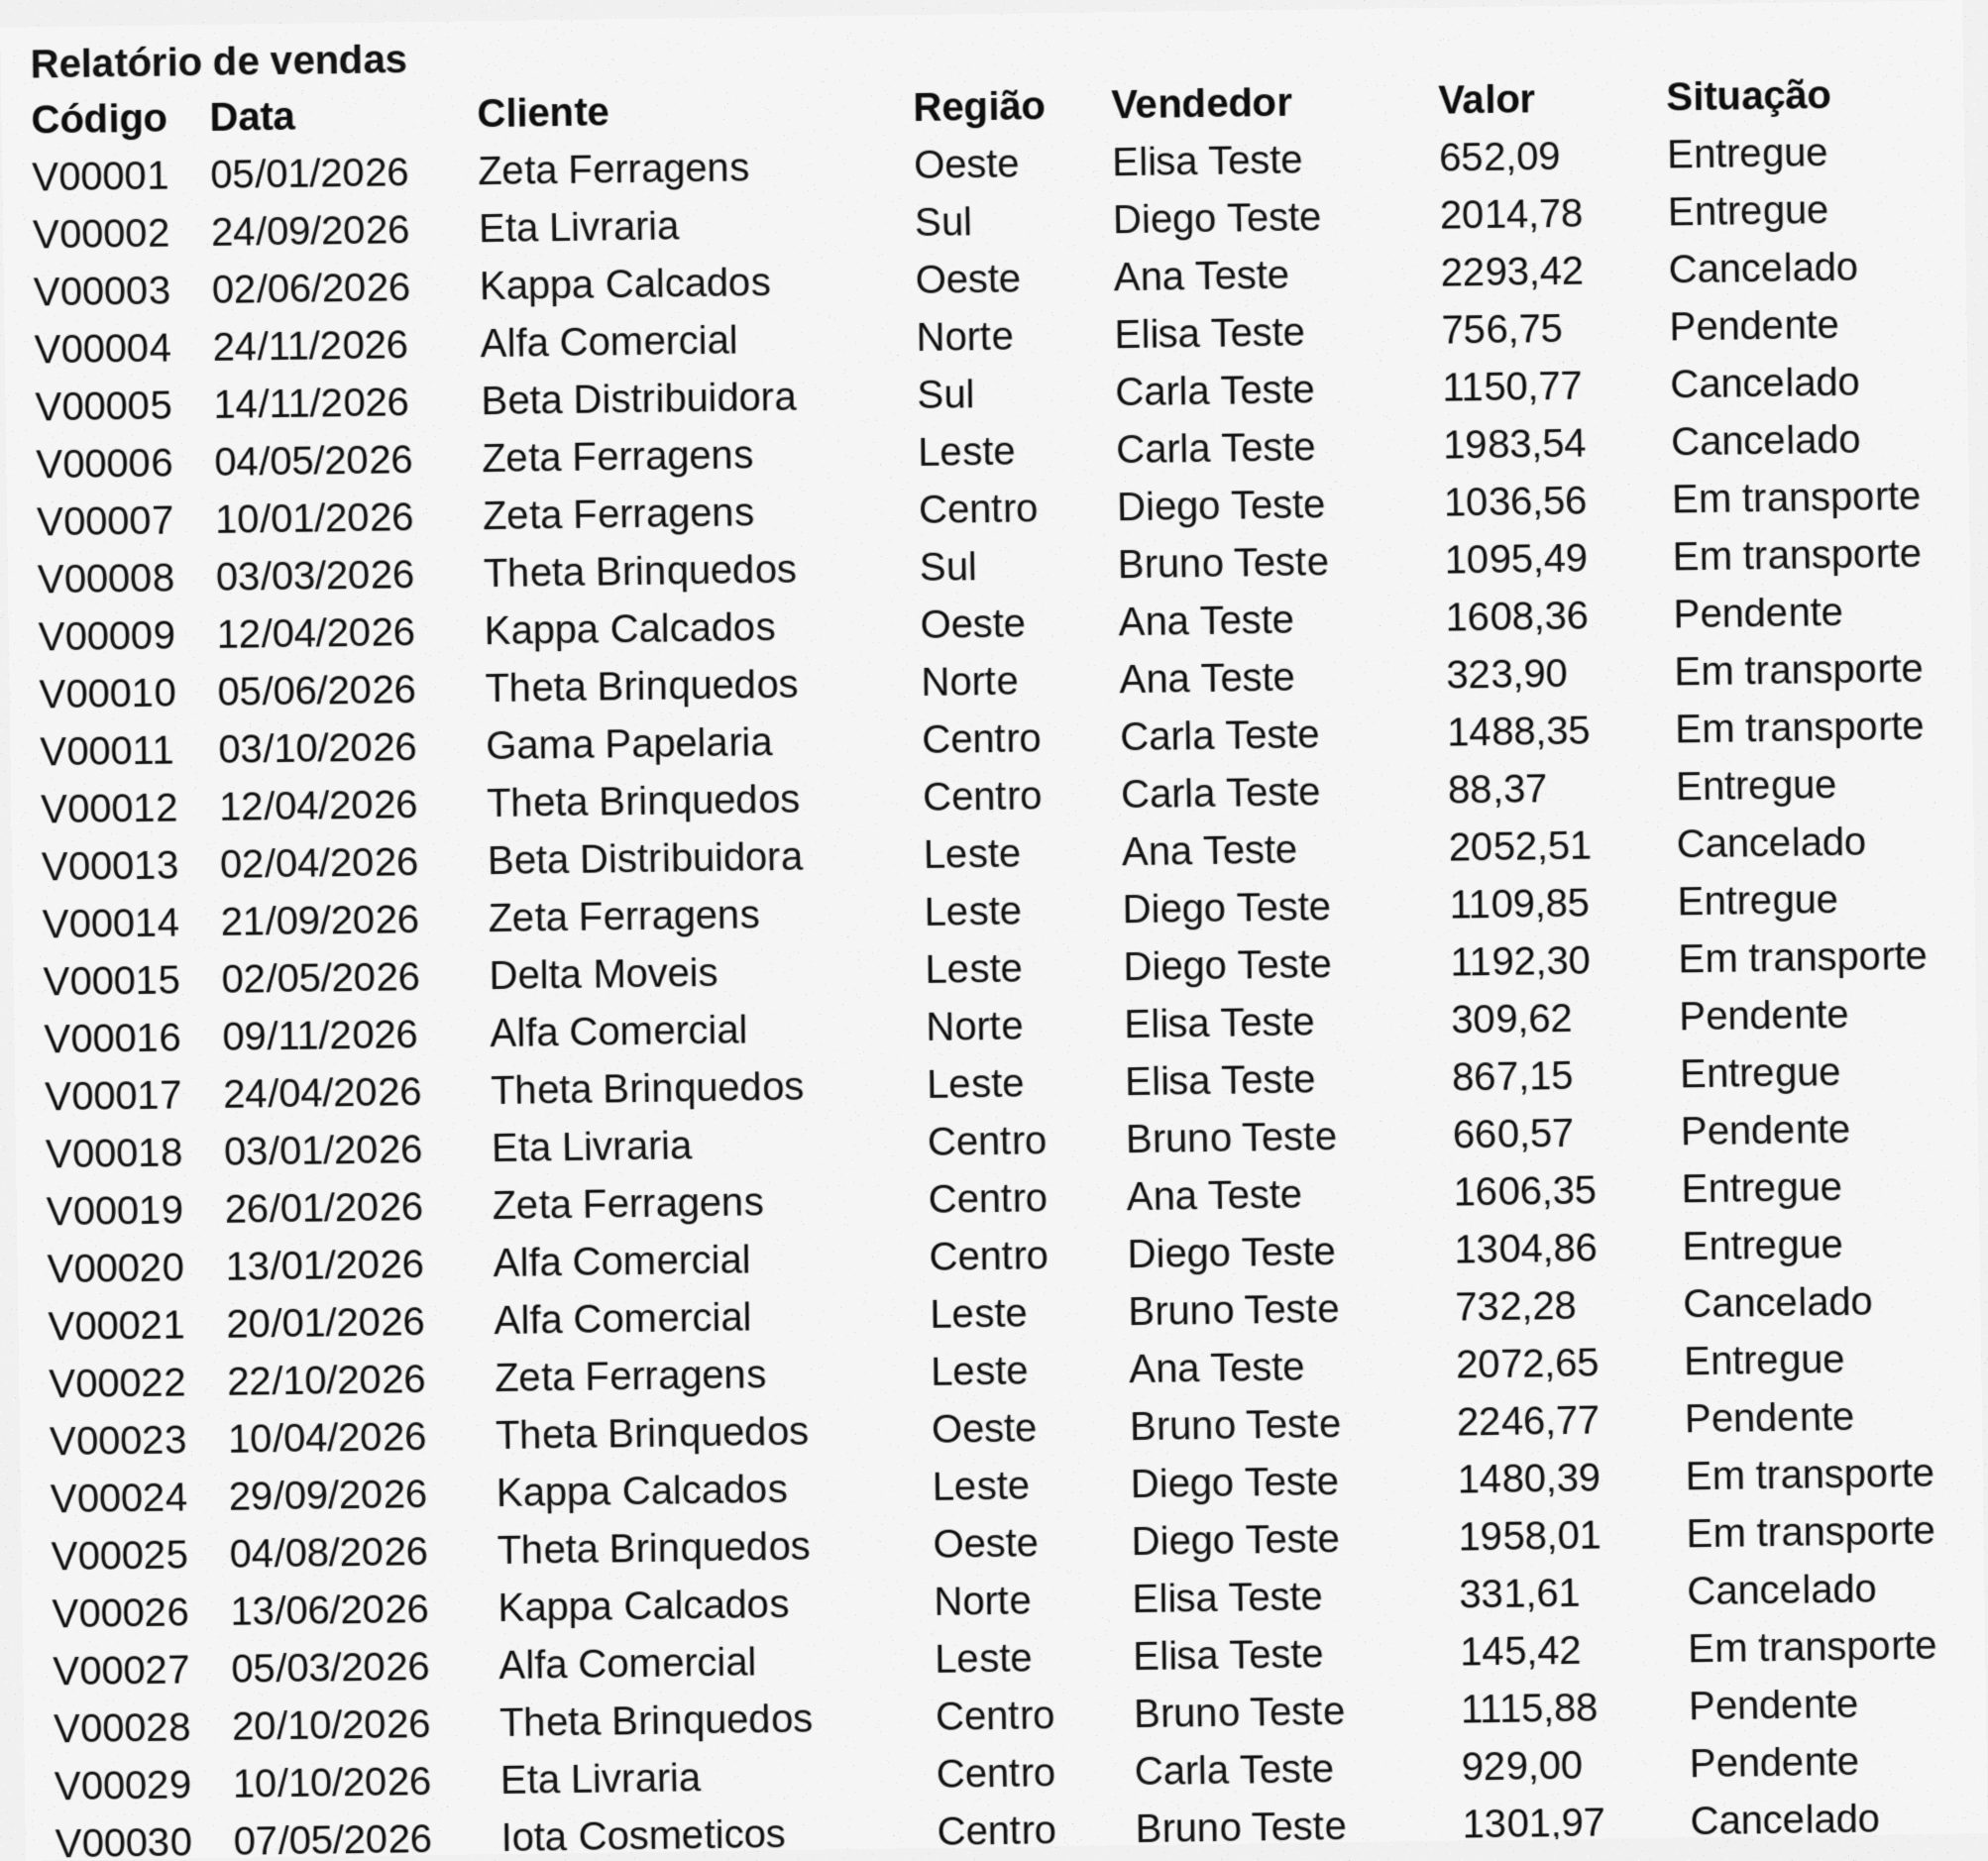 Relatório de vendas
Código Data Cliente Região Vendedor Valor Situação
V00001 05/01/2026 Zeta Ferragens Oeste Elisa Teste 652,09 Entregue
V00002 24/09/2026 Eta Livraria Sul Diego Teste 2014,78 Entregue
V00003 02/06/2026 Kappa Calcados Oeste Ana Teste 2293,42 Cancelado
V00004 24/11/2026 Alfa Comercial Norte Elisa Teste 756,75 Pendente
V00005 14/11/2026 Beta Distribuidora Sul Carla Teste 1150,77 Cancelado
V00006 04/05/2026 Zeta Ferragens Leste Carla Teste 1983,54 Cancelado
V00007 10/01/2026 Zeta Ferragens Centro Diego Teste 1036,56 Em transporte
V00008 03/03/2026 Theta Brinquedos Sul Bruno Teste 1095,49 Em transporte
V00009 12/04/2026 Kappa Calcados Oeste Ana Teste 1608,36 Pendente
V00010 05/06/2026 Theta Brinquedos Norte Ana Teste 323,90 Em transporte
V00011 03/10/2026 Gama Papelaria Centro Carla Teste 1488,35 Em transporte
V00012 12/04/2026 Theta Brinquedos Centro Carla Teste 88,37 Entregue
V00013 02/04/2026 Beta Distribuidora Leste Ana Teste 2052,51 Cancelado
V00014 21/09/2026 Zeta Ferragens Leste Diego Teste 1109,85 Entregue
V00015 02/05/2026 Delta Moveis Leste Diego Teste 1192,30 Em transporte
V00016 09/11/2026 Alfa Comercial Norte Elisa Teste 309,62 Pendente
V00017 24/04/2026 Theta Brinquedos Leste Elisa Teste 867,15 Entregue
V00018 03/01/2026 Eta Livraria Centro Bruno Teste 660,57 Pendente
V00019 26/01/2026 Zeta Ferragens Centro Ana Teste 1606,35 Entregue
V00020 13/01/2026 Alfa Comercial Centro Diego Teste 1304,86 Entregue
V00021 20/01/2026 Alfa Comercial Leste Bruno Teste 732,28 Cancelado
V00022 22/10/2026 Zeta Ferragens Leste Ana Teste 2072,65 Entregue
V00023 10/04/2026 Theta Brinquedos Oeste Bruno Teste 2246,77 Pendente
V00024 29/09/2026 Kappa Calcados Leste Diego Teste 1480,39 Em transporte
V00025 04/08/2026 Theta Brinquedos Oeste Diego Teste 1958,01 Em transporte
V00026 13/06/2026 Kappa Calcados Norte Elisa Teste 331,61 Cancelado
V00027 05/03/2026 Alfa Comercial Leste Elisa Teste 145,42 Em transporte
V00028 20/10/2026 Theta Brinquedos Centro Bruno Teste 1115,88 Pendente
V00029 10/10/2026 Eta Livraria Centro Carla Teste 929,00 Pendente
V00030 07/05/2026 Iota Cosmeticos Centro Bruno Teste 1301,97 Cancelado